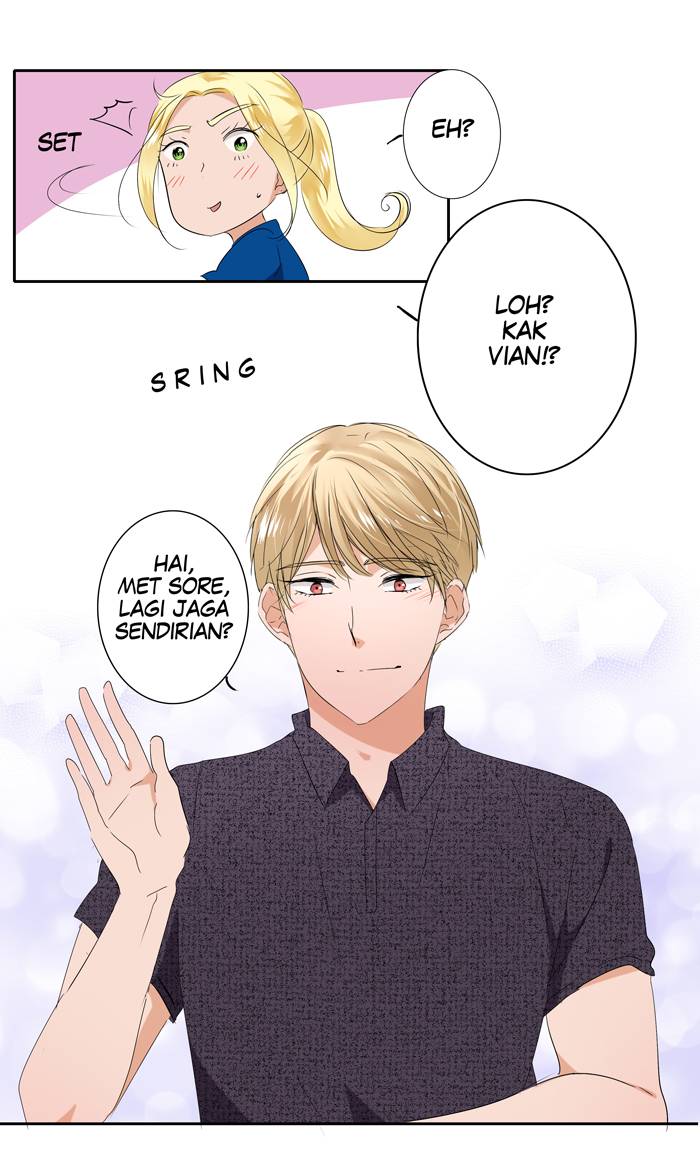 SET
EH?
LOH?
KAK
VIAN!?
SRING
HAI,
MET SORE,
LAGI JAGA
SENDIRIAN?